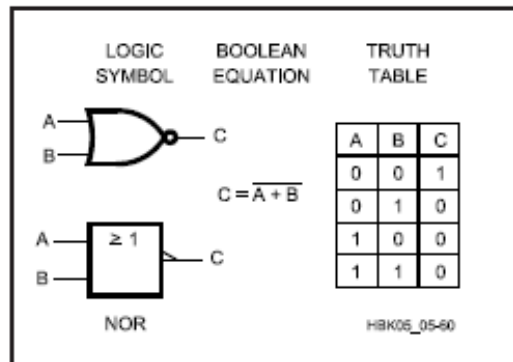 LOGIC SYMBOL
BOOLEAN EQUATION
TRUTH TABLE
A
B
C
C = A + B
A
B
≥ 1
C
NOR
A B C
0 0 1
0 1 0
1 0 0
1 1 0
HBK05_05-60